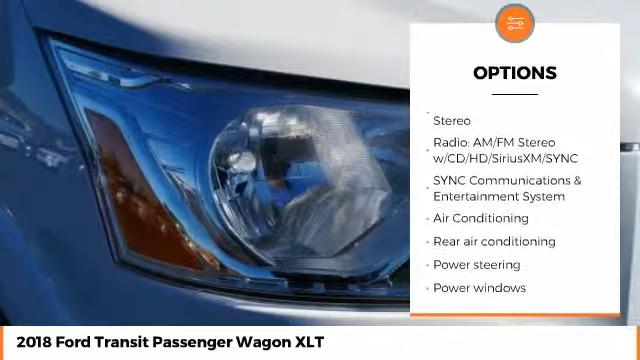 OPTIONS
Stereo
Radio: AM/FM Stereo
w/CD/HD/SiriusXM/SYNC
SYNC Communications &
Entertainment System
Air Conditioning
Rear air conditioning
Power steering
Power windows
2018 Ford Transit Passenger Wagon XLT